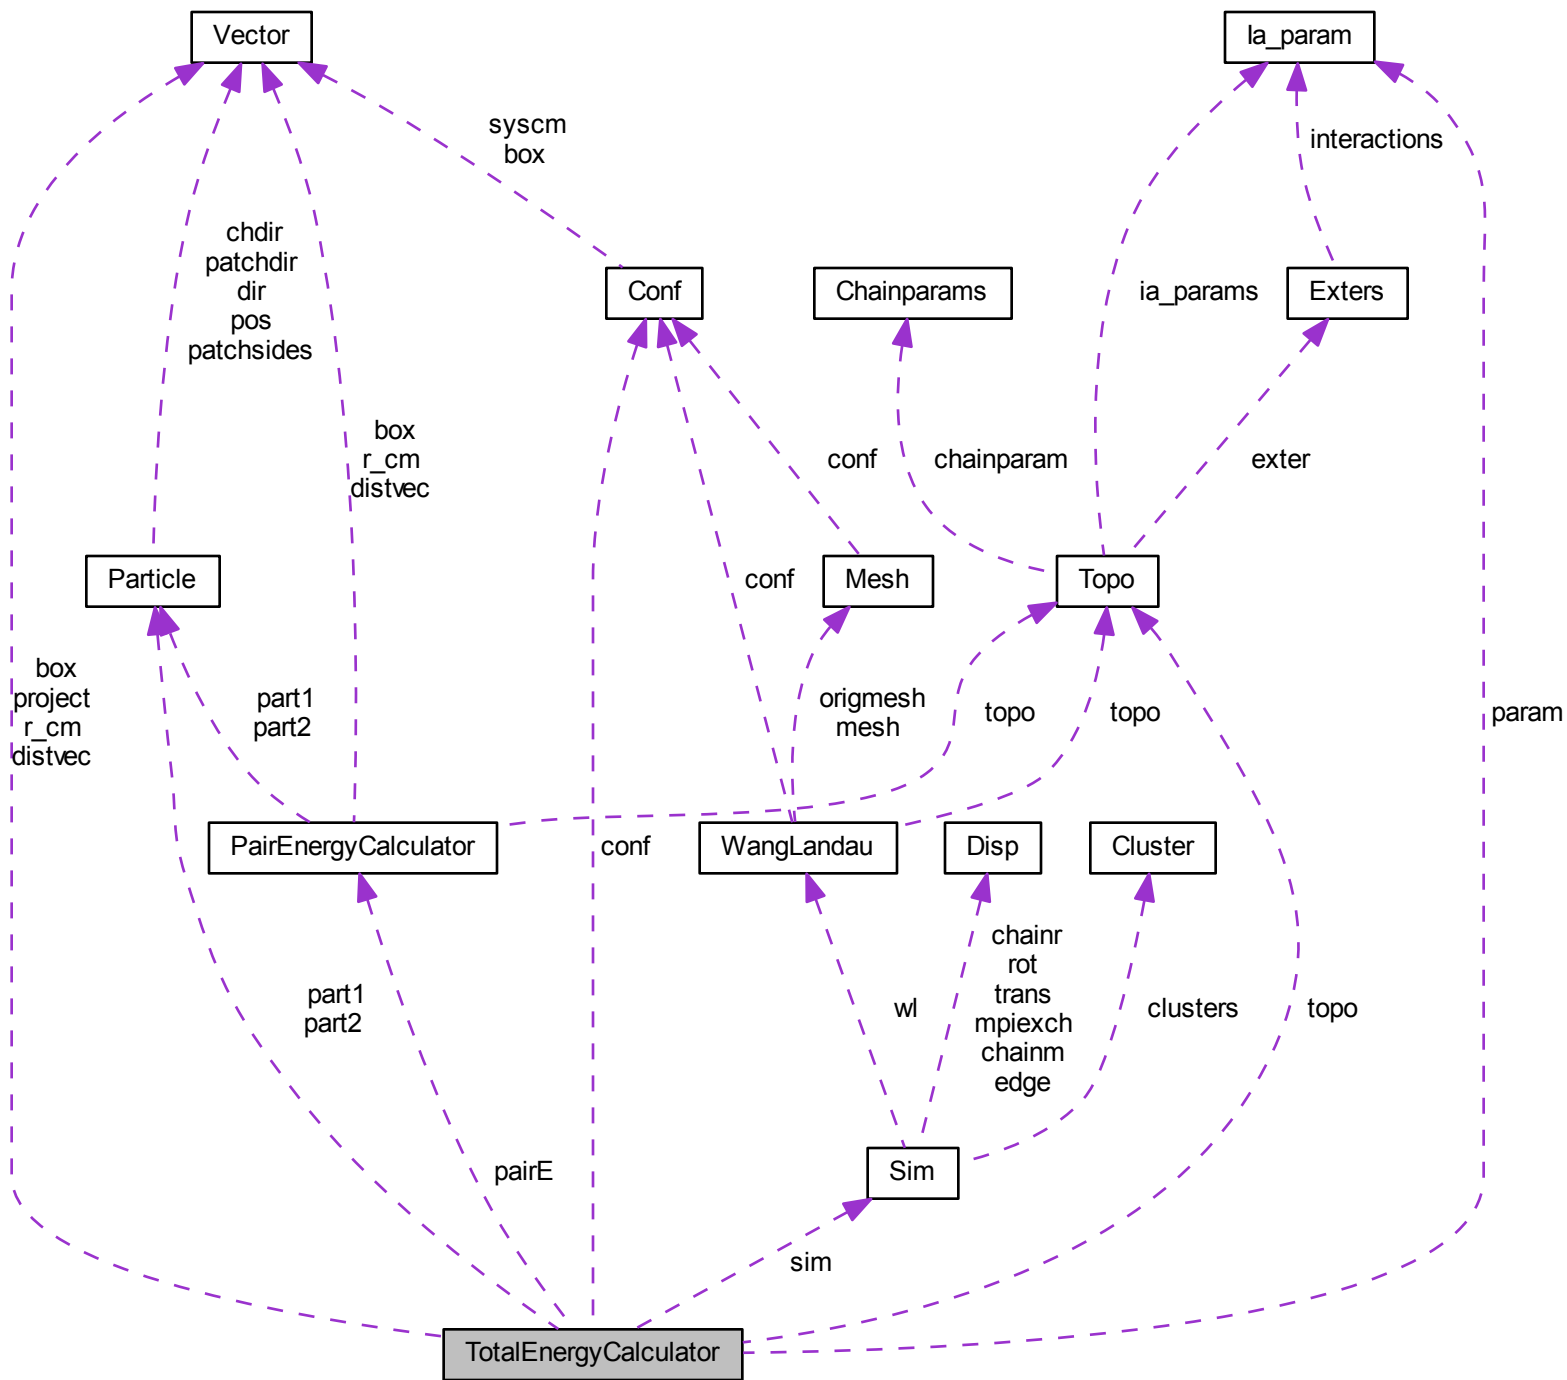 Vector
Ia_param
syscm
box
interactions
chdir
patchdir
dir
pos
patchsides
Conf
Chainparams
ia_params
Exters
box
r_cm
distvec
conf
chainparam
exter
Particle
conf
Mesh
Topo
box
project
r_cm
distvec
part1
part2
origmesh
mesh
topo
topo
param
PairEnergyCalculator
conf
WangLandau
Disp
Cluster
part1
part2
wl
chainr
rot
trans
mpiexch
chainm
edge
clusters
topo
pairE
Sim
sim
TotalEnergyCalculator